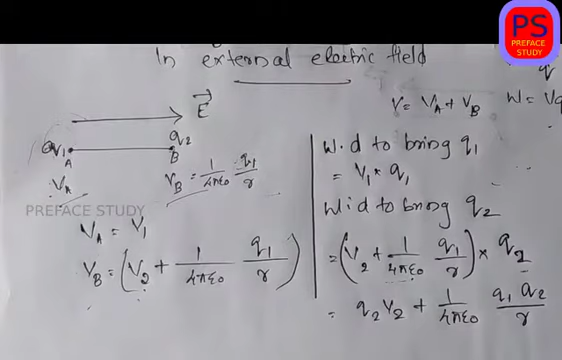 PS
PREFACE
STUDY
In external electric field
q
V = VA + VB W = Vq
→E
q1 q2
A B
VA VB = 1/4πε0 q1/r
PREFACE STUDY
VA = V1
VB = (V2 + 1/4πε0 q1/r)
W.d to bring q1
= V1 × q1
W.d to bring q2
= (V2 + 1/4πε0 q1/r) × q2
= q2V2 + 1/4πε0 q1q2/r